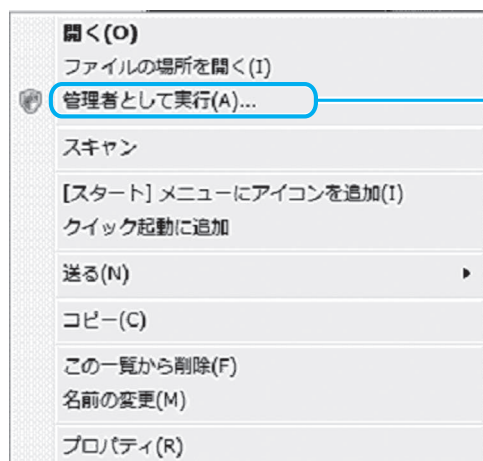 開く(O)
ファイルの場所を開く(I)
管理者として実行(A)...
スキャン
[スタート] メニューにアイコンを追加(I)
クイック起動に追加
送る(N)
コピー(C)
この一覧から削除(F)
名前の変更(M)
プロパティ(R)